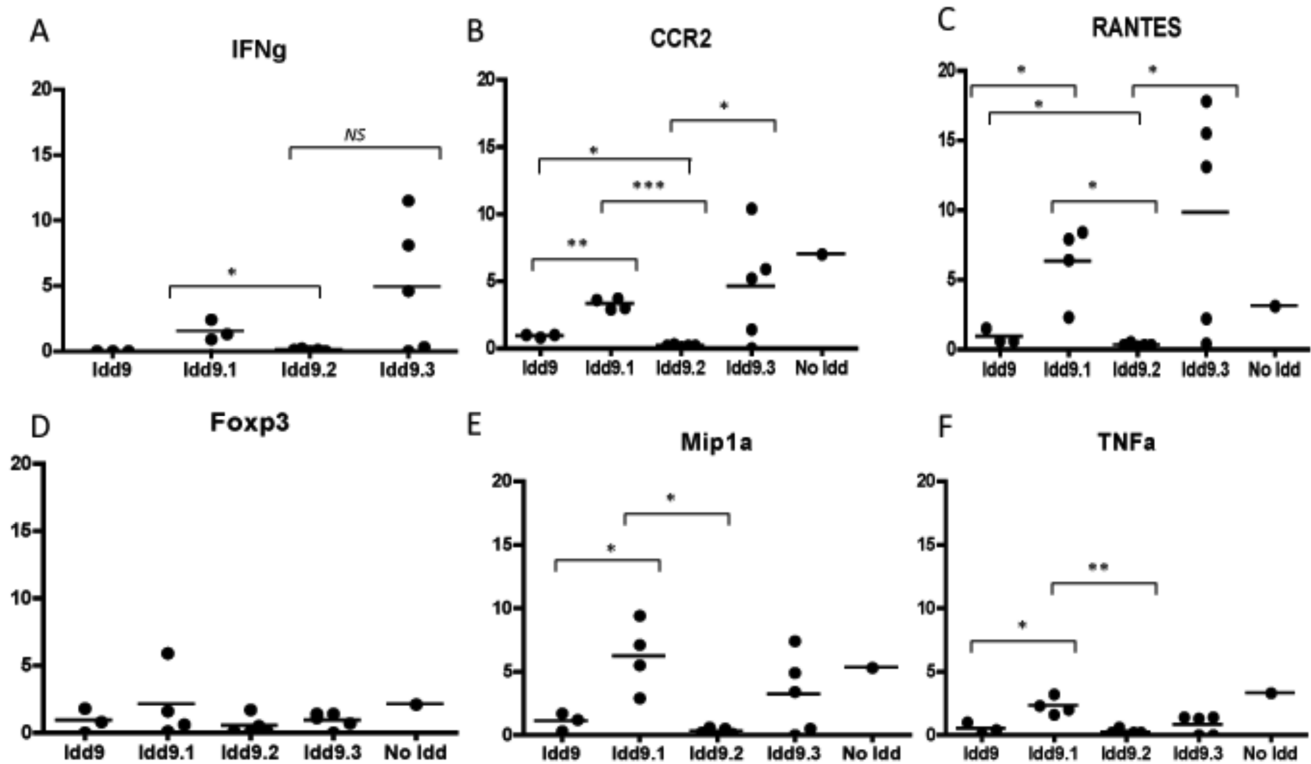 A
IFNg
20
15
10
5
0
NS
*
Idd9
Idd9.1
Idd9.2
Idd9.3
B
CCR2
20
15
10
5
0
*
*
***
**
Idd9
Idd9.1
Idd9.2
Idd9.3
No Idd
C
RANTES
20
15
10
5
0
*
*
*
*
Idd9
Idd9.1
Idd9.2
Idd9.3
No Idd
D
Foxp3
20
15
10
5
0
Idd9
Idd9.1
Idd9.2
Idd9.3
No Idd
E
Mip1a
20
15
10
5
0
*
*
Idd9
Idd9.1
Idd9.2
Idd9.3
No Idd
F
TNFa
20
15
10
5
0
**
*
Idd9
Idd9.1
Idd9.2
Idd9.3
No Idd